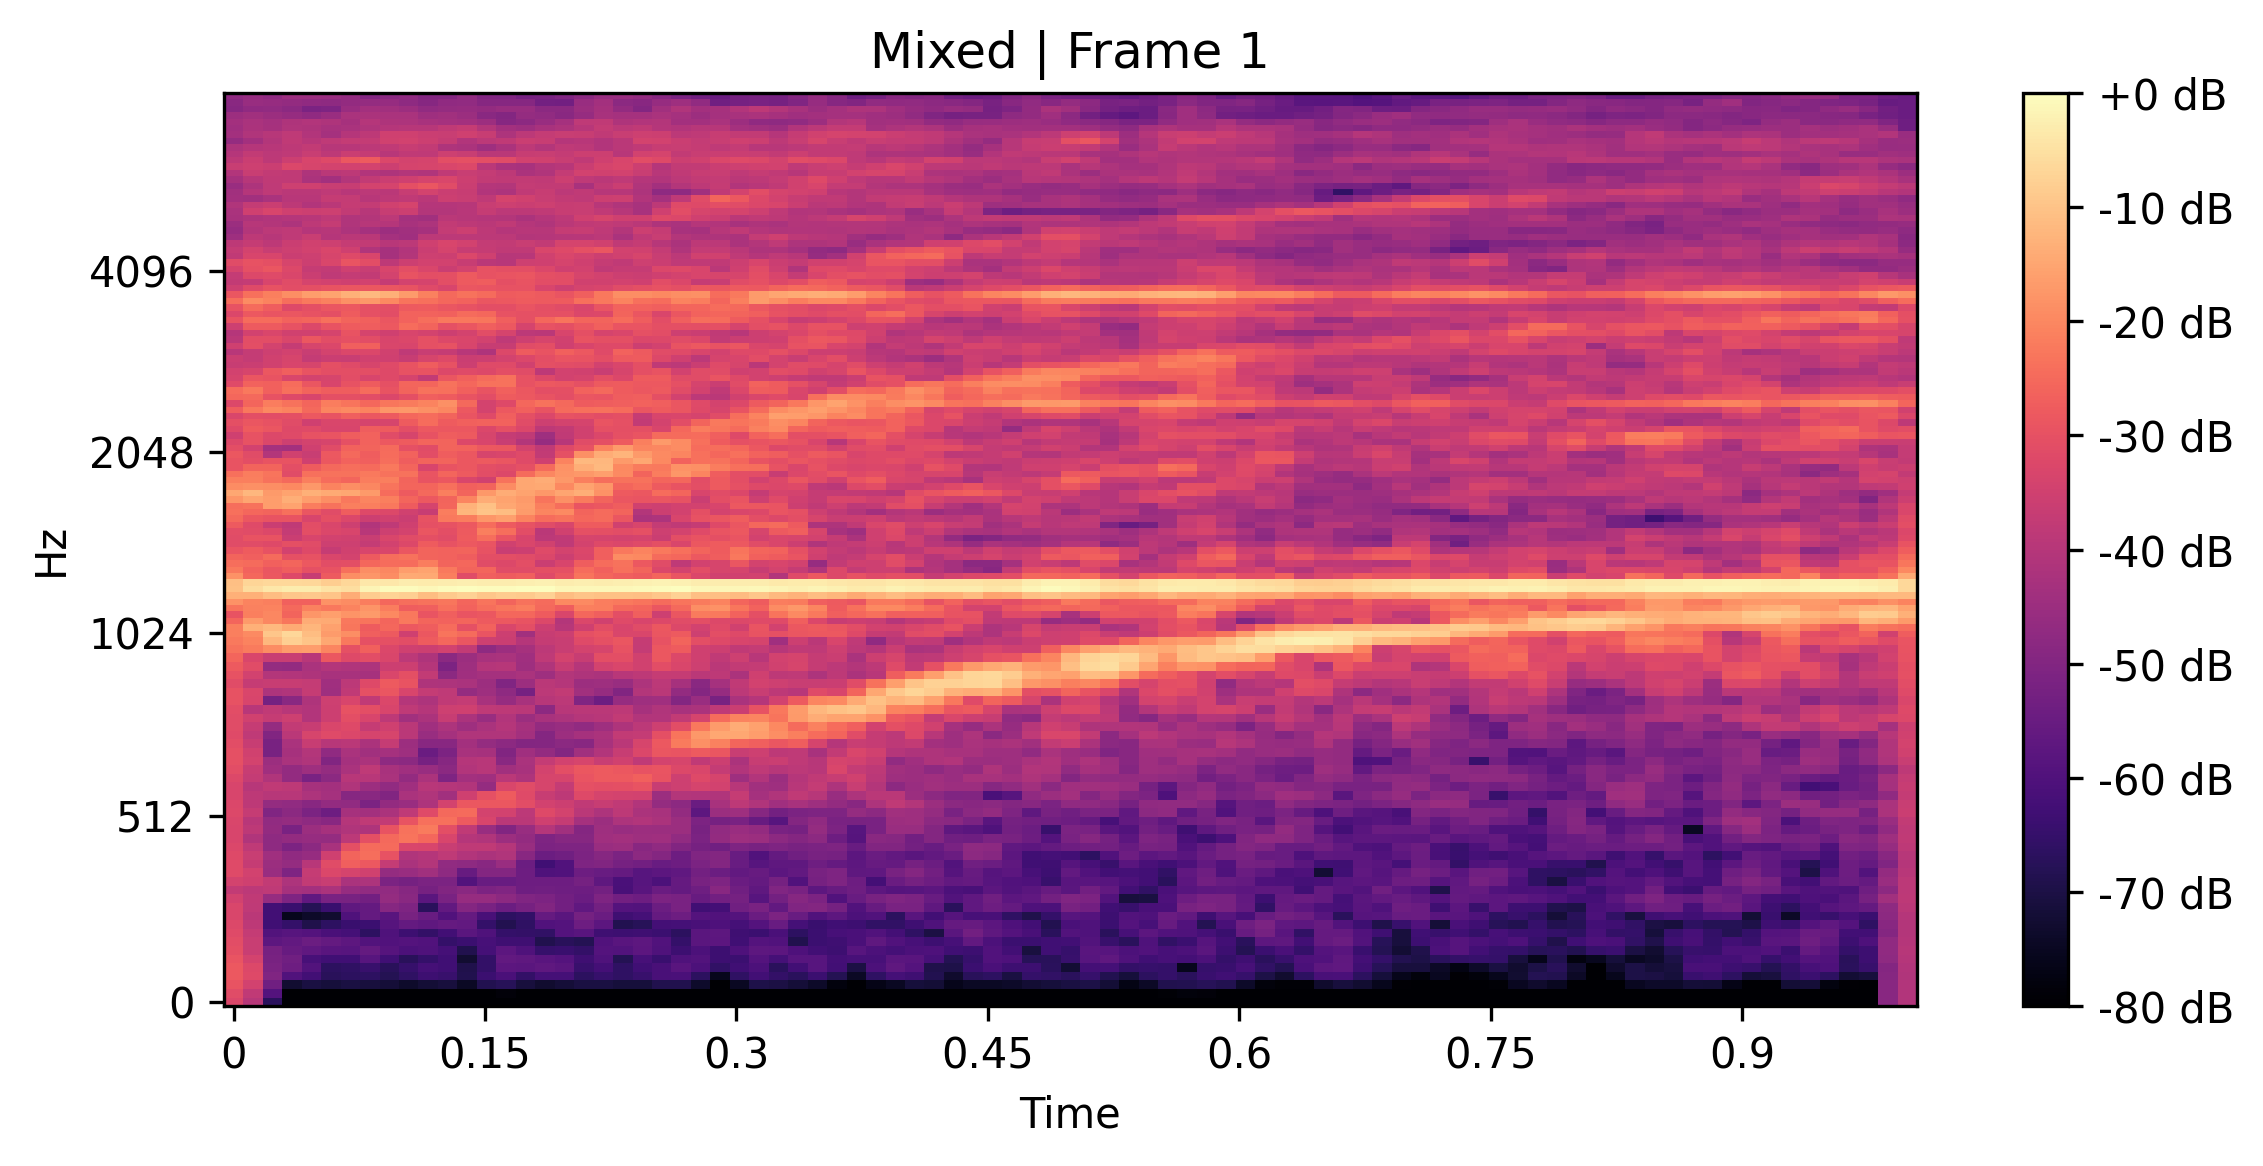 Mixed | Frame 1
Hz
4096
2048
1024
512
0
0 0.15 0.3 0.45 0.6 0.75 0.9
Time
+0 dB
-10 dB
-20 dB
-30 dB
-40 dB
-50 dB
-60 dB
-70 dB
-80 dB